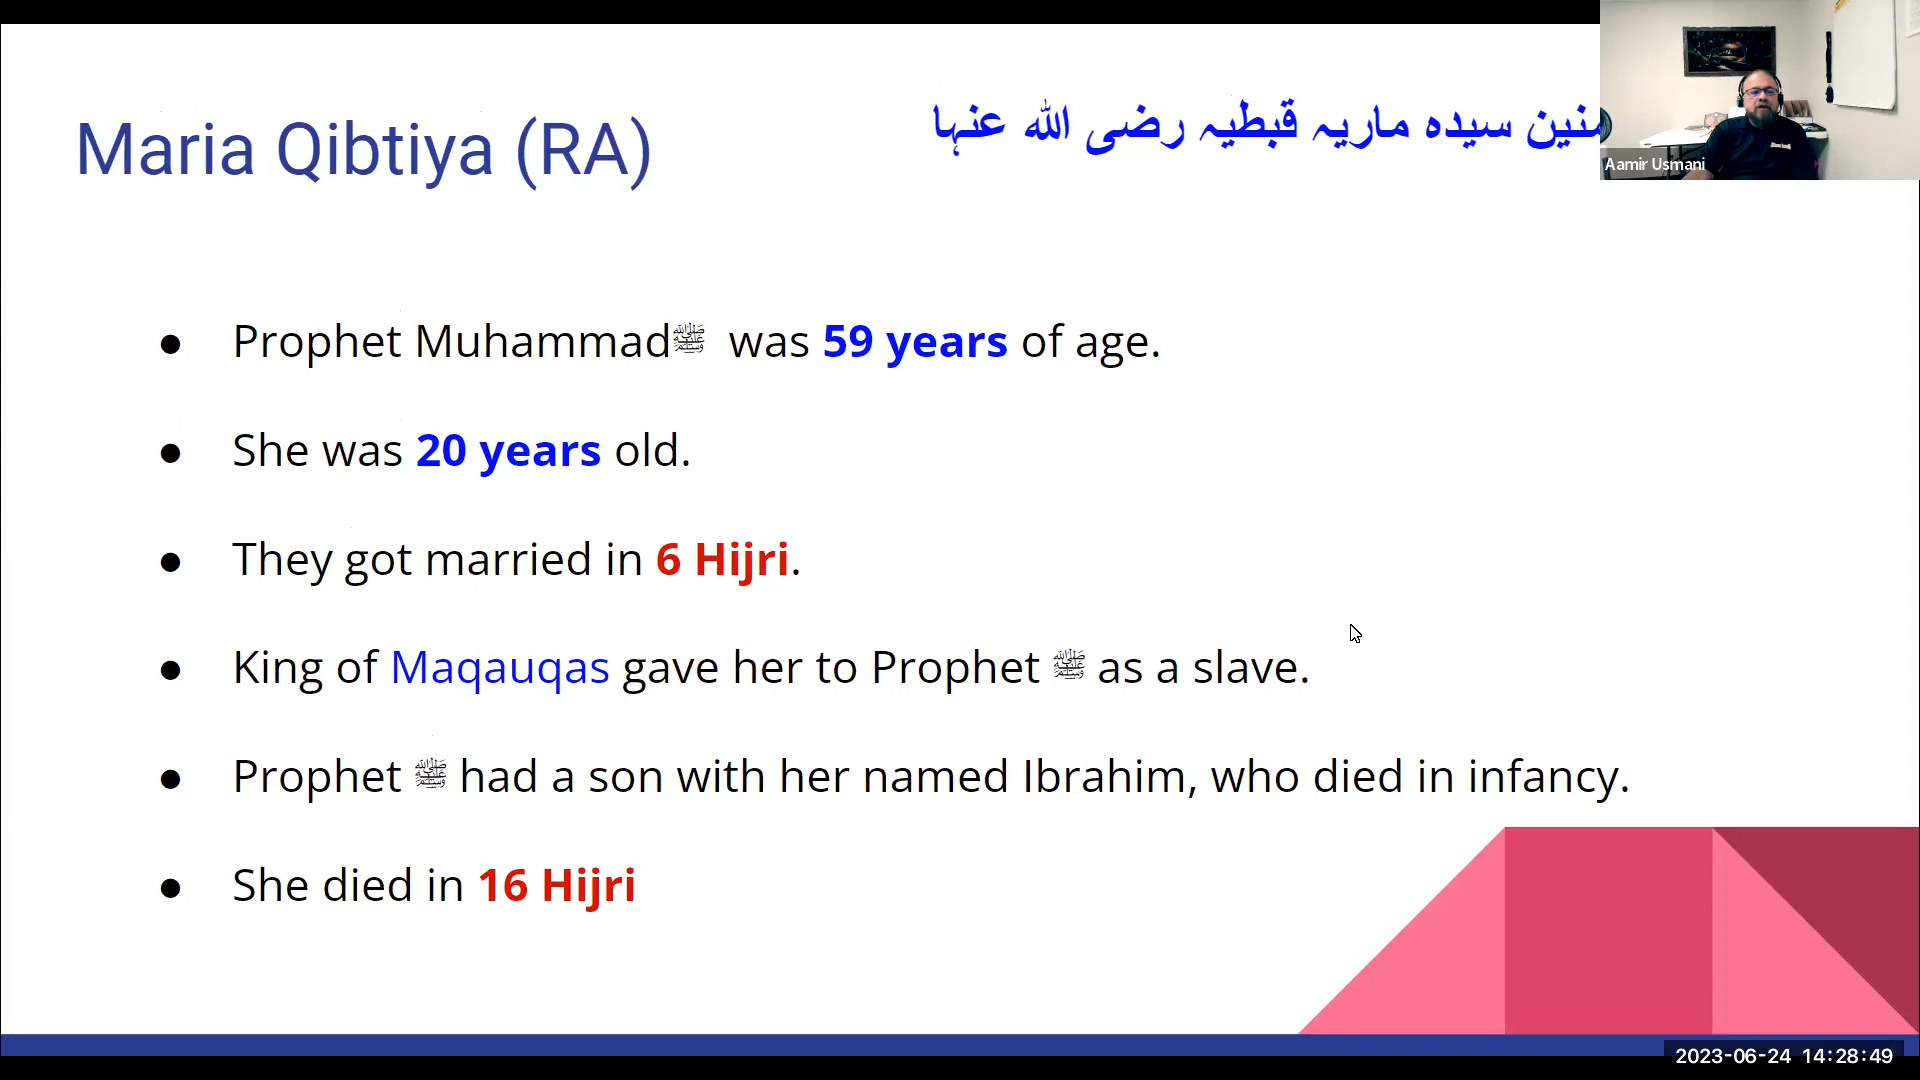 Maria Qibtiya (RA)
سیدہ ماریہ قبطیہ رضی اللہ عنہا
Aamir Usmani
● Prophet Muhammadﷺ was 59 years of age.
● She was 20 years old.
● They got married in 6 Hijri.
● King of Maqauqas gave her to Prophet ﷺ as a slave.
● Prophet ﷺ had a son with her named Ibrahim, who died in infancy.
● She died in 16 Hijri
2023-06-24 14:28:49